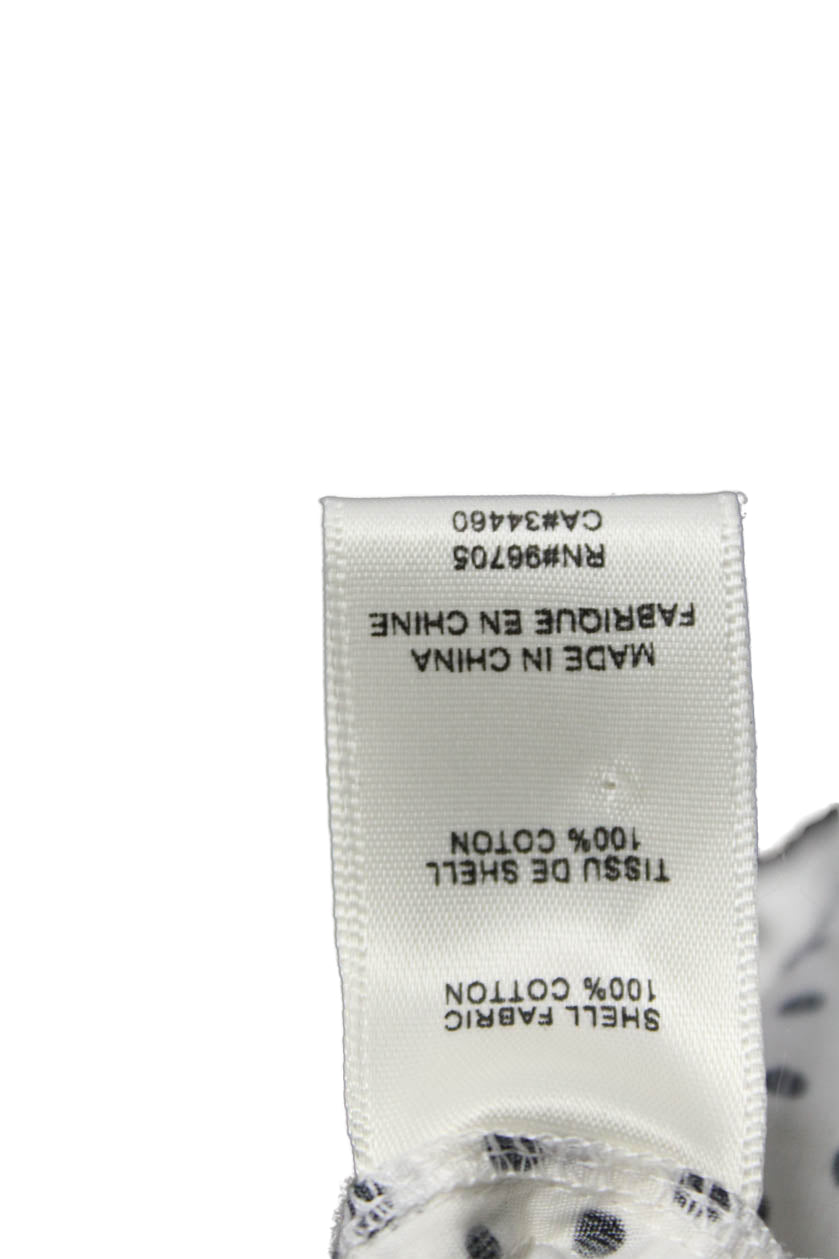 SHELL FABRIC
100% COTTON
TISSU DE SHELL
100% COTON
MADE IN CHINA
FABRIQUE EN CHINE
RN#96705
CA#34460